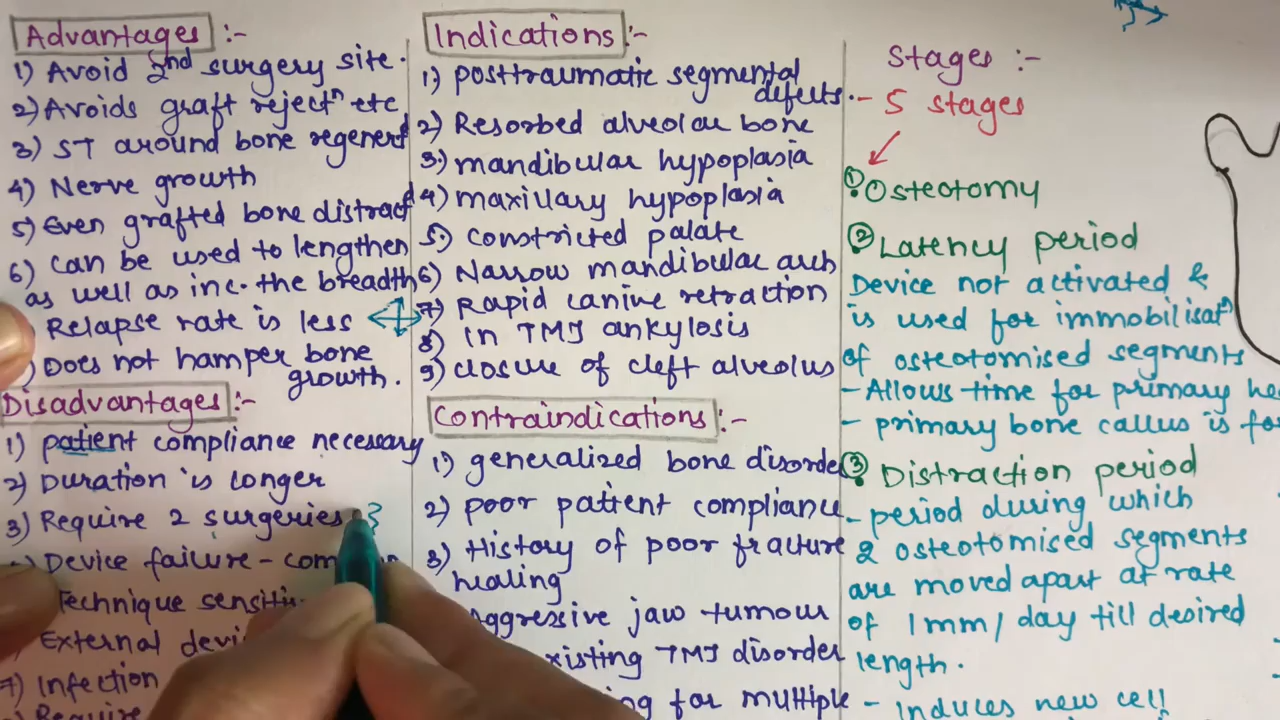 Advantages :-
1) Avoid 2nd surgery site.
2) Avoids graft rejectn etc
3) ST around bone regenerd
4) Nerve growth
5) Even grafted bone distractd
6) can be used to lengthen
as well as inc. the breadth
) Relapse rate is less
) Does not hamper bone
growth.
Disadvantages :-
1) patient compliance necessary
2) Duration is longer
3) Require 2 surgeries
Device failure - com
Technique sensitiv
External devi
7) Infection
Require
Indications :-
1) posttraumatic segmental
defects.
2) Resorbed alveolar bone
3) mandibular hypoplasia
4) maxillary hypoplasia
5) constricted palate
6) Narrow mandibular arch
7) Rapid canine retraction
8) in TMJ ankylosis
9) closure of cleft alveolus
Contraindications :-
1) generalized bone disorde
2) poor patient compliance
3) History of poor fracture
healing
Aggressive jaw tumour
xisting TMJ disorder
for multiple
Stages :-
- 5 stages
① Osteotomy
② Latency period
Device not activated &
is used for immobilisatn
of osteotomised segments
- Allows time for primary hea
- primary bone callus is fo
③ Distraction period
- period during which
2 osteotomised segments
are moved apart at rate
of 1mm/day till desired
length.
- Induces new cell